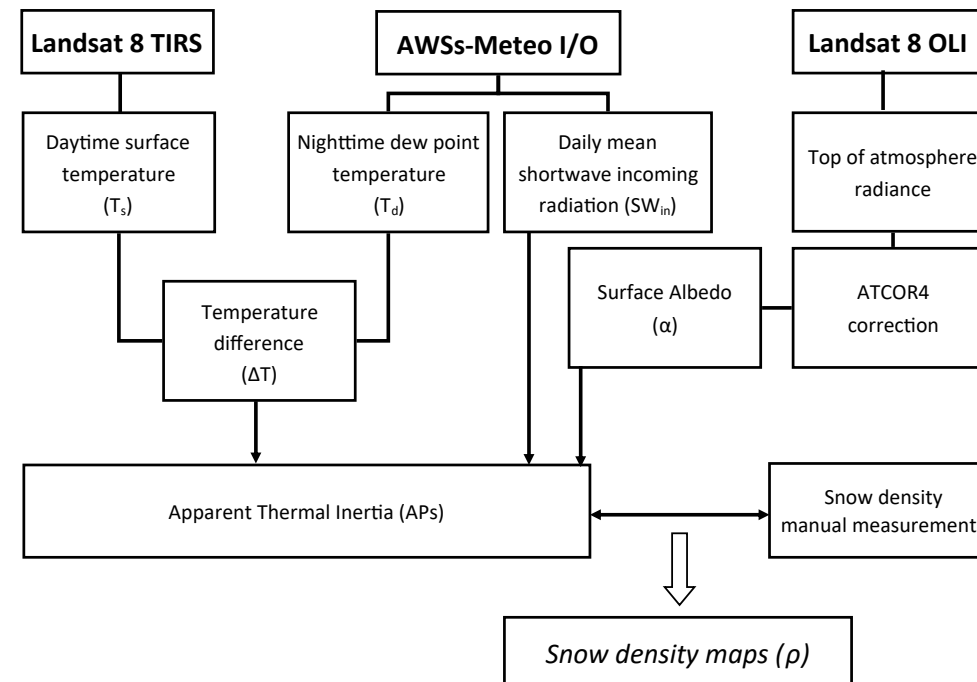 Landsat 8 TIRS
AWSs-Meteo I/O
Landsat 8 OLI
Daytime surface
temperature
(Tₛ)
Nighttime dew point
temperature
(T_d)
Daily mean
shortwave incoming
radiation (SWᵢₙ)
Top of atmosphere
radiance
Temperature
difference
(ΔT)
Surface Albedo
(α)
ATCOR4
correction
Apparent Thermal Inertia (APs)
Snow density
manual measurement
Snow density maps (ρ)